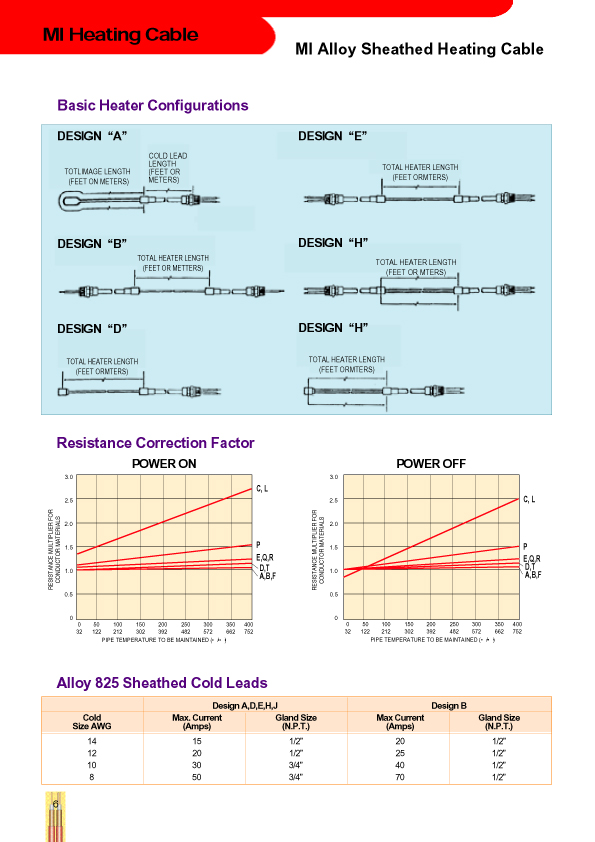 MI Heating Cable
MI Alloy Sheathed Heating Cable
Basic Heater Configurations
DESIGN “A”
TOTLIMAGE LENGTH
(FEET ON METERS)
COLD LEAD
LENGTH
(FEET OR
METERS)
DESIGN “E”
TOTAL HEATER LENGTH
(FEET ORMTERS)
DESIGN “B”
TOTAL HEATER LENGTH
(FEET OR METTERS)
DESIGN “H”
TOTAL HEATER LENGTH
(FEET OR MTERS)
DESIGN “D”
TOTAL HEATER LENGTH
(FEET ORMTERS)
DESIGN “H”
TOTAL HEATER LENGTH
(FEET ORMTERS)
Resistance Correction Factor
POWER ON
RESISTANCE MULTIPLIER FOR
CONDUCTOR MATERIALS
3.0
2.5
2.0
1.5
1.0
0.5
0
C, L
P
E,Q,R
D,T
A,B,F
0 50 100 150 200 250 300 350 400
32 122 212 302 392 482 572 662 752
PIPE TEMPERATURE TO BE MAINTAINED
POWER OFF
RESISTANCE MULTIPLIER FOR
CONDUCTOR MATERIALS
3.0
2.5
2.0
1.5
1.0
0.5
0
C, L
P
E,Q,R
D,T
A,B,F
0 50 100 150 200 250 300 350 400
32 122 212 302 392 482 572 662 752
PIPE TEMPERATURE TO BE MAINTAINED
Alloy 825 Sheathed Cold Leads
Design A,D,E,H,J Design B
Cold Max. Current Gland Size Max Current Gland Size
Size AWG (Amps) (N.P.T.) (Amps) (N.P.T.)
14 15 1/2" 20 1/2"
12 20 1/2" 25 1/2"
10 30 3/4" 40 1/2"
8 50 3/4" 70 1/2"
6